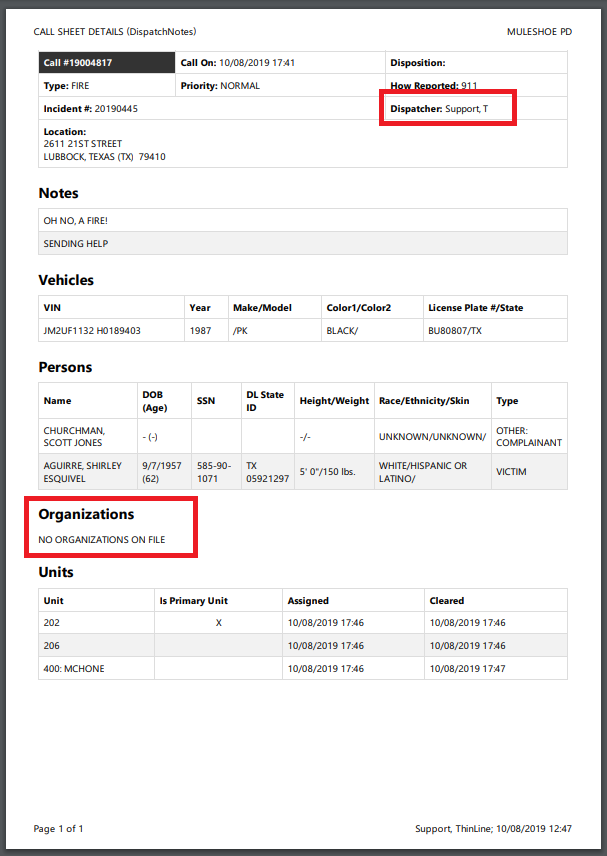 CALL SHEET DETAILS (DispatchNotes) MULESHOE PD
Call #19004817 Call On: 10/08/2019 17:41 Disposition:
Type: FIRE Priority: NORMAL How Reported: 911
Incident #: 20190445 Dispatcher: Support, T
Location:
2611 21ST STREET
LUBBOCK, TEXAS (TX) 79410
Notes
OH NO, A FIRE!
SENDING HELP
Vehicles
VIN Year Make/Model Color1/Color2 License Plate #/State
JM2UF1132 H0189403 1987 /PK BLACK/ BU80807/TX
Persons
Name DOB (Age) SSN DL State ID Height/Weight Race/Ethnicity/Skin Type
CHURCHMAN, SCOTT JONES - (-) -/- UNKNOWN/UNKNOWN/ OTHER: COMPLAINANT
AGUIRRE, SHIRLEY ESQUIVEL 9/7/1957 (62) 585-90-1071 TX 05921297 5' 0"/150 lbs. WHITE/HISPANIC OR LATINO/ VICTIM
Organizations
NO ORGANIZATIONS ON FILE
Units
Unit Is Primary Unit Assigned Cleared
202 X 10/08/2019 17:46 10/08/2019 17:46
206 10/08/2019 17:46 10/08/2019 17:46
400: MCHONE 10/08/2019 17:46 10/08/2019 17:47
Page 1 of 1 Support, ThinLine; 10/08/2019 12:47